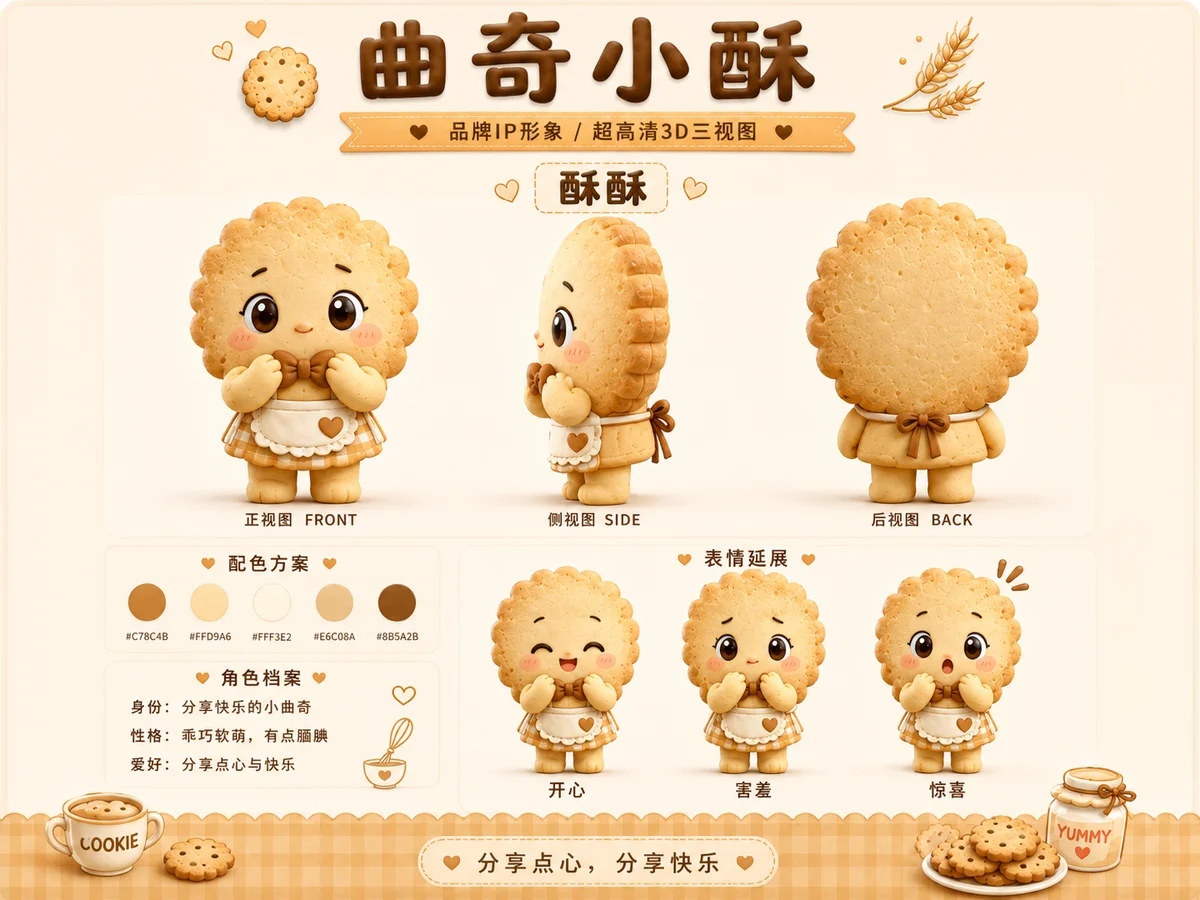 曲奇小酥
品牌IP形象 / 超高清3D三视图
酥酥
正视图 FRONT
侧视图 SIDE
后视图 BACK
配色方案
#C78C4B #FFD9A6 #FFF3E2 #E6C08A #8B5A2B
角色档案
身份: 分享快乐的小曲奇
性格: 乖巧软萌，有点腼腆
爱好: 分享点心与快乐
表情延展
开心
害羞
惊喜
COOKIE
分享点心，分享快乐
YUMMY